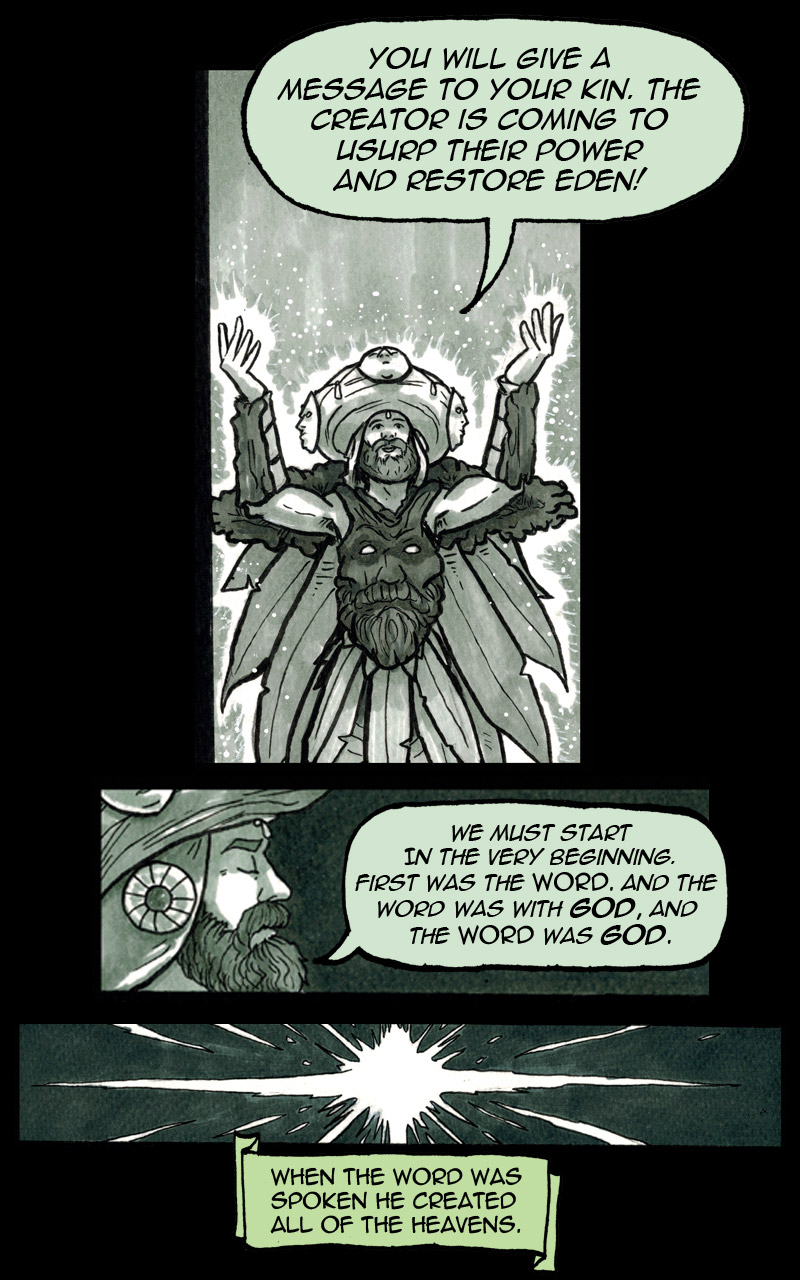 YOU WILL GIVE A
MESSAGE TO YOUR KIN. THE
CREATOR IS COMING TO
USURP THEIR POWER
AND RESTORE EDEN!
WE MUST START
IN THE VERY BEGINNING.
FIRST WAS THE WORD. AND THE
WORD WAS WITH GOD, AND
THE WORD WAS GOD.
WHEN THE WORD WAS
SPOKEN HE CREATED
ALL OF THE HEAVENS.